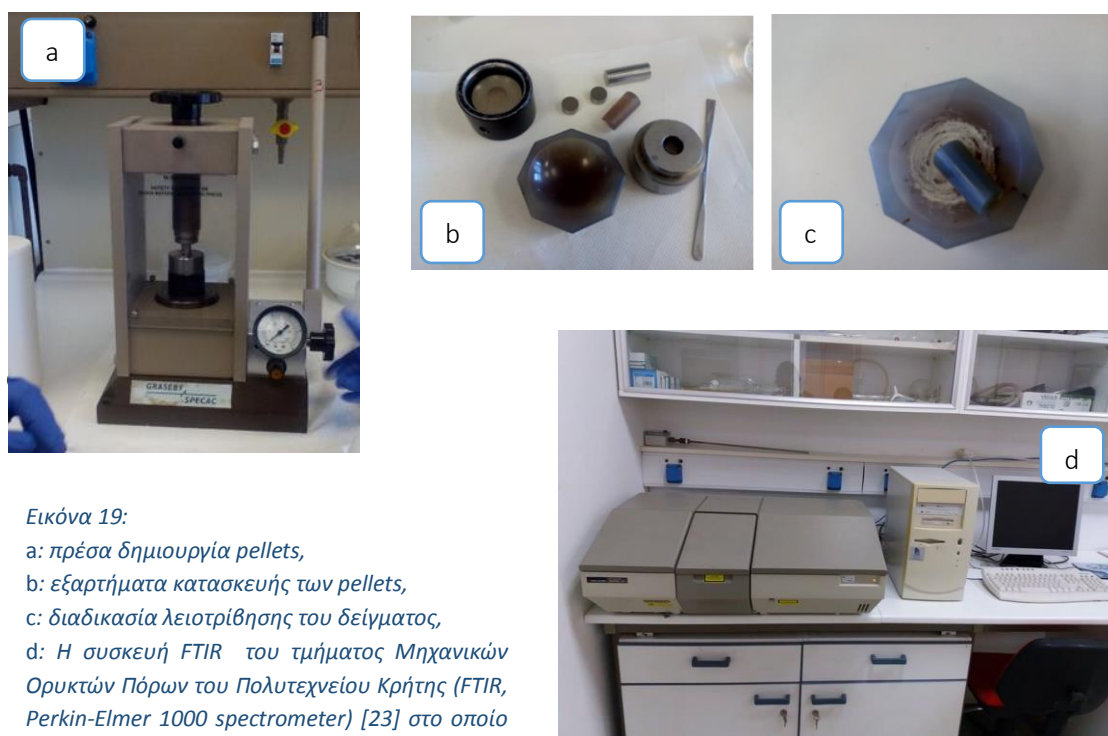 a
b
c
GRASEBY
SPECAC
d
Εικόνα 19:
a: πρέσα δημιουργία pellets,
b: εξαρτήματα κατασκευής των pellets,
c: διαδικασία λειοτρίβησης του δείγματος,
d: Η συσκευή FTIR του τμήματος Μηχανικών
Ορυκτών Πόρων του Πολυτεχνείου Κρήτης (FTIR,
Perkin-Elmer 1000 spectrometer) [23] στο οποίο